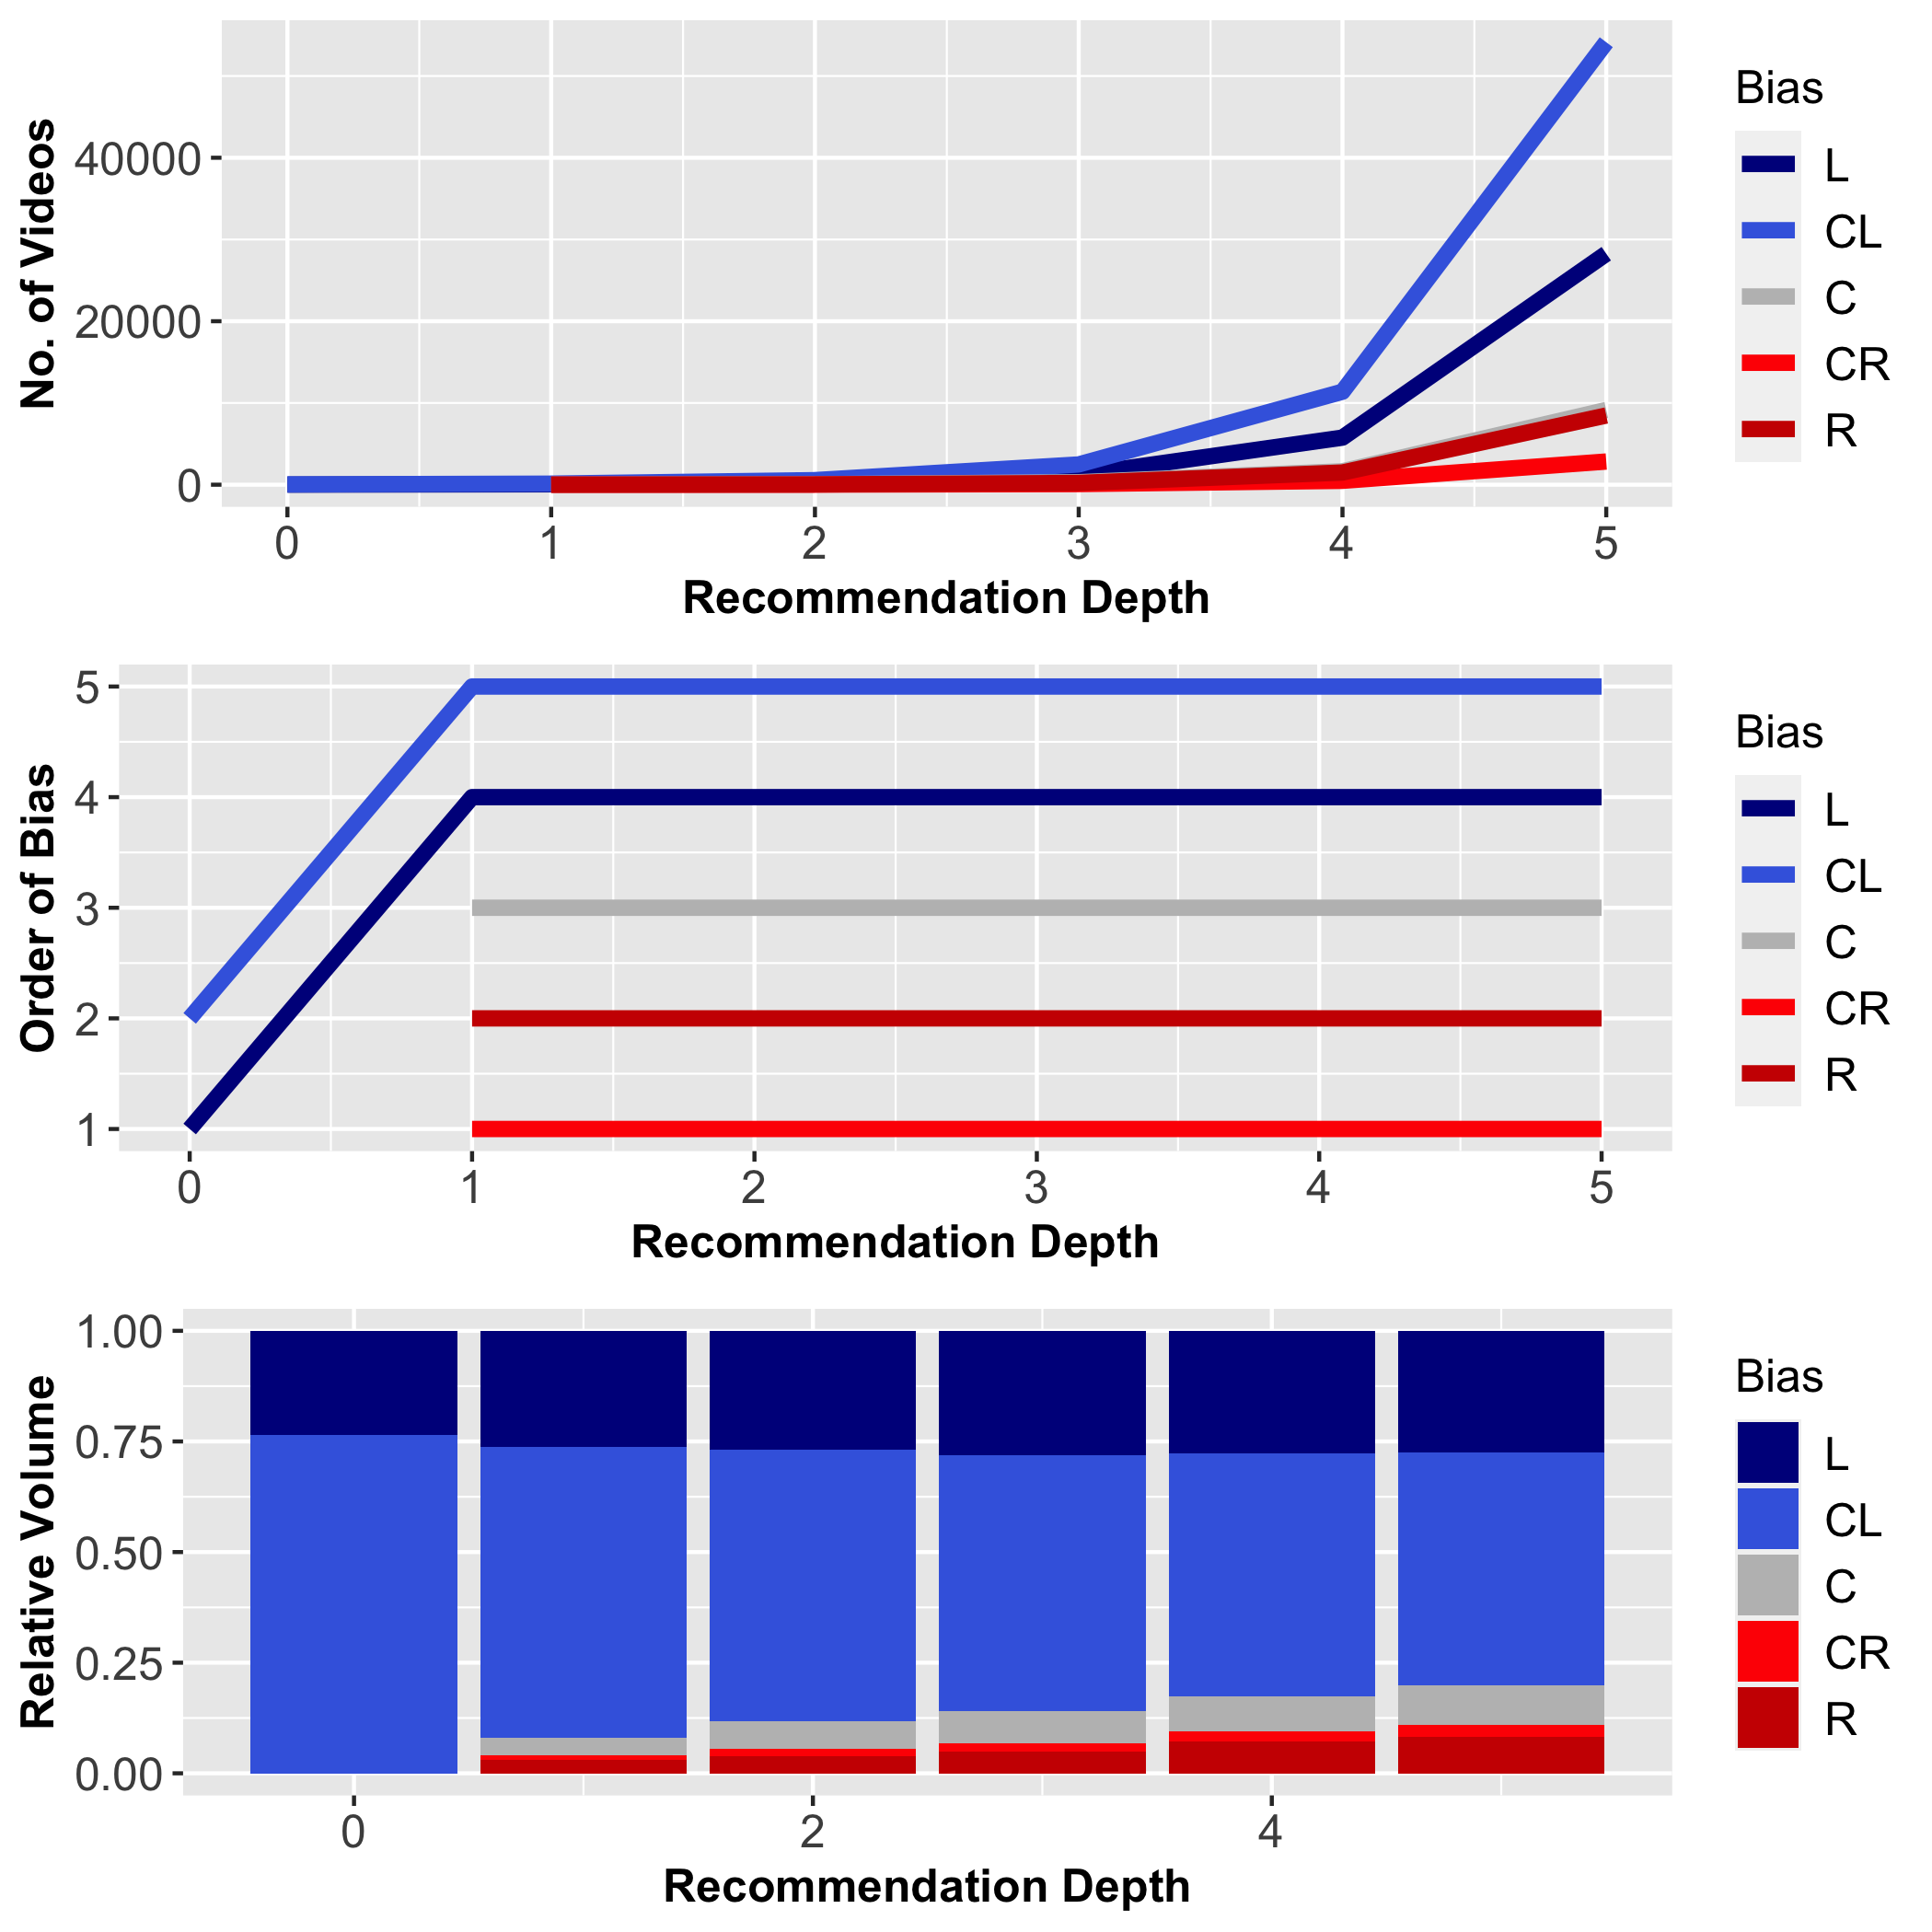 No. of Videos
40000
20000
0
0 1 2 3 4 5
Recommendation Depth
Bias
L
CL
C
CR
R
Order of Bias
5
4
3
2
1
0 1 2 3 4 5
Recommendation Depth
Bias
L
CL
C
CR
R
Relative Volume
1.00
0.75
0.50
0.25
0.00
0 2 4
Recommendation Depth
Bias
L
CL
C
CR
R